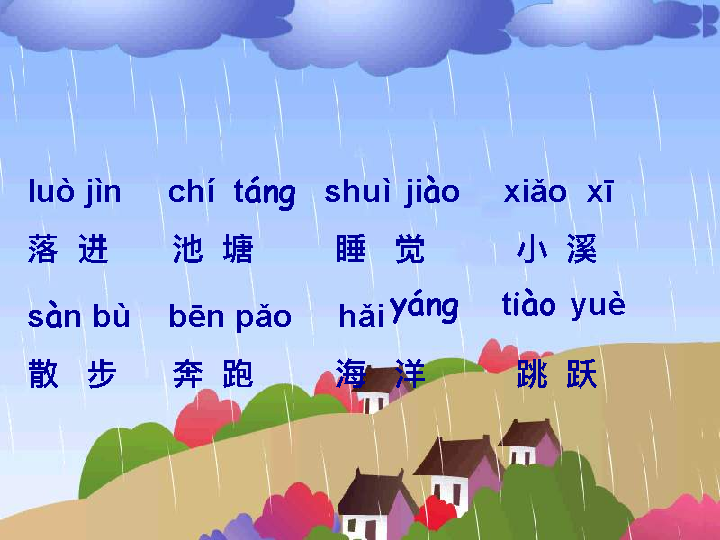 luò jìn chí táng shuì jiào xiǎo xī
落 进 池 塘 睡 觉 小 溪
sàn bù bēn pǎo hǎi yáng tiào yuè
散 步 奔 跑 海 洋 跳 跃